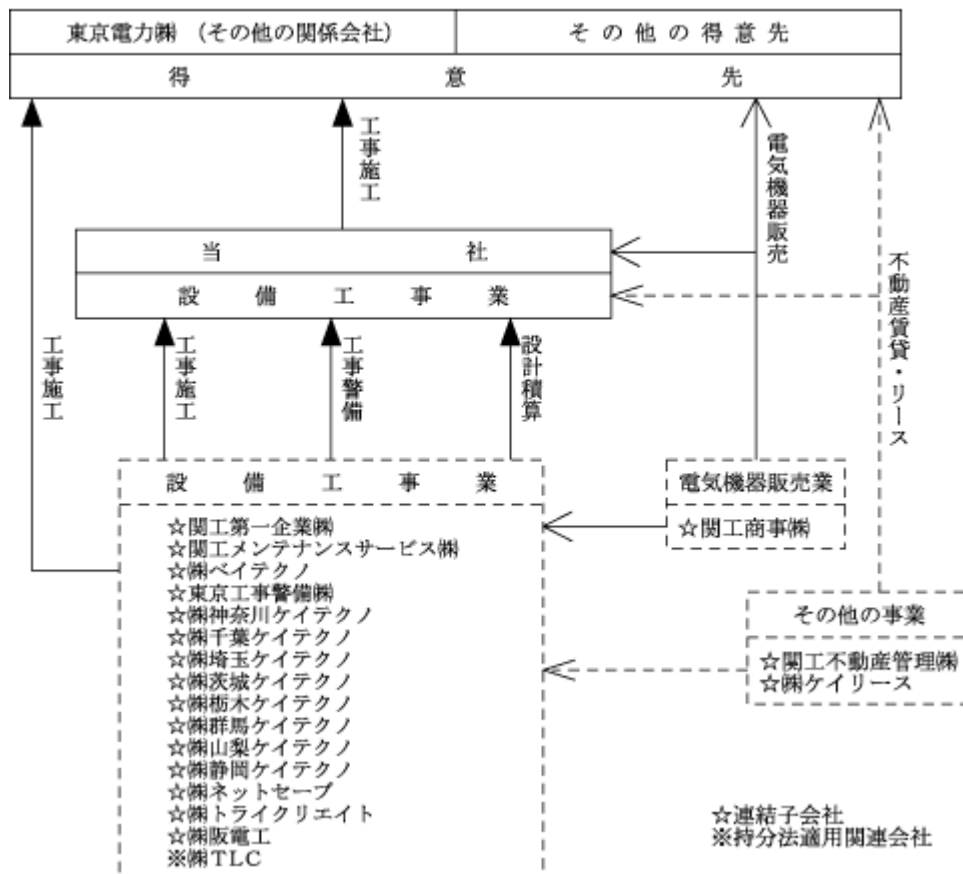 東京電力㈱ (その他の関係会社)
その他の得意先
得意先
工事施工
電気機器販売
不動産賃貸・リース
当社
設備工事業
工事施工
工事施工
工事警備
設計積算
設備工事業
☆関工第一企業㈱
☆関工メンテナンスサービス㈱
☆㈱ベイテクノ
☆東京工事警備㈱
☆㈱神奈川ケイテクノ
☆㈱千葉ケイテクノ
☆㈱埼玉ケイテクノ
☆㈱茨城ケイテクノ
☆㈱栃木ケイテクノ
☆㈱群馬ケイテクノ
☆㈱山梨ケイテクノ
☆㈱静岡ケイテクノ
☆㈱ネットセーブ
☆㈱トライクリエイト
☆㈱阪電工
※㈱TLC
電気機器販売業
☆関工商事㈱
その他の事業
☆関工不動産管理㈱
☆㈱ケイリース
☆連結子会社
※持分法適用関連会社